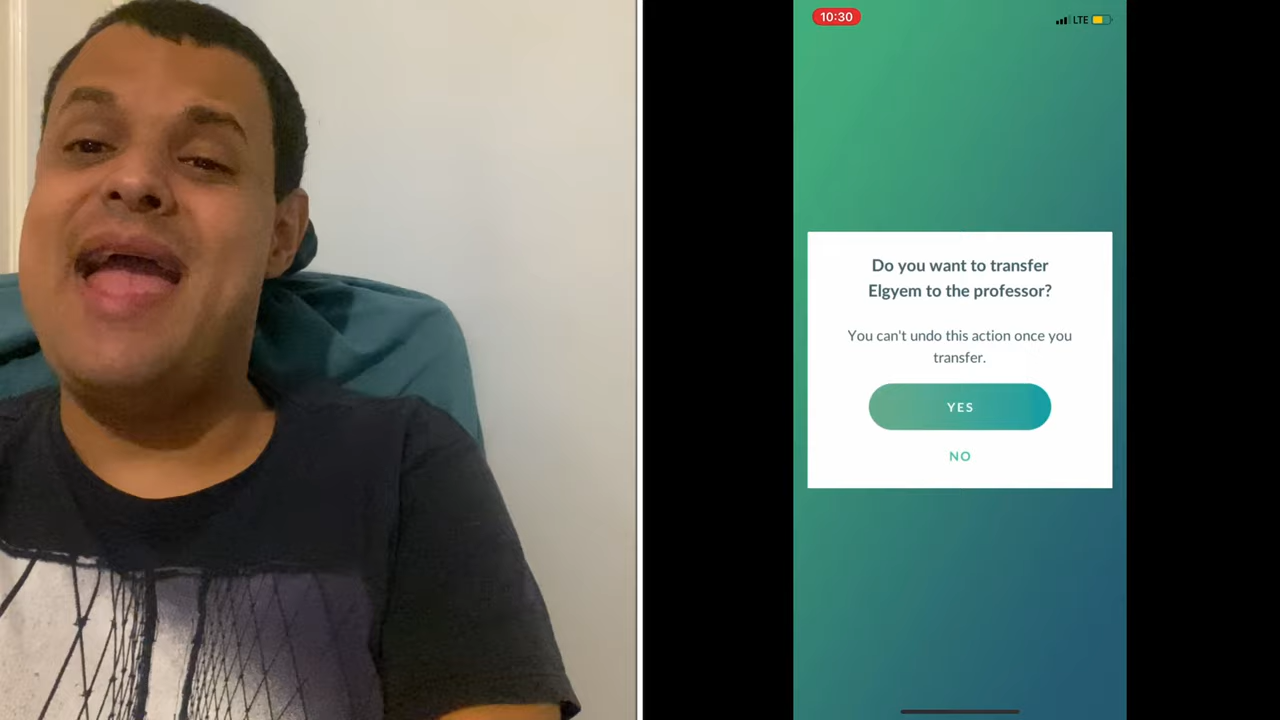 10:30
LTE
Do you want to transfer
Elgyem to the professor?
You can't undo this action once you
transfer.
YES
NO